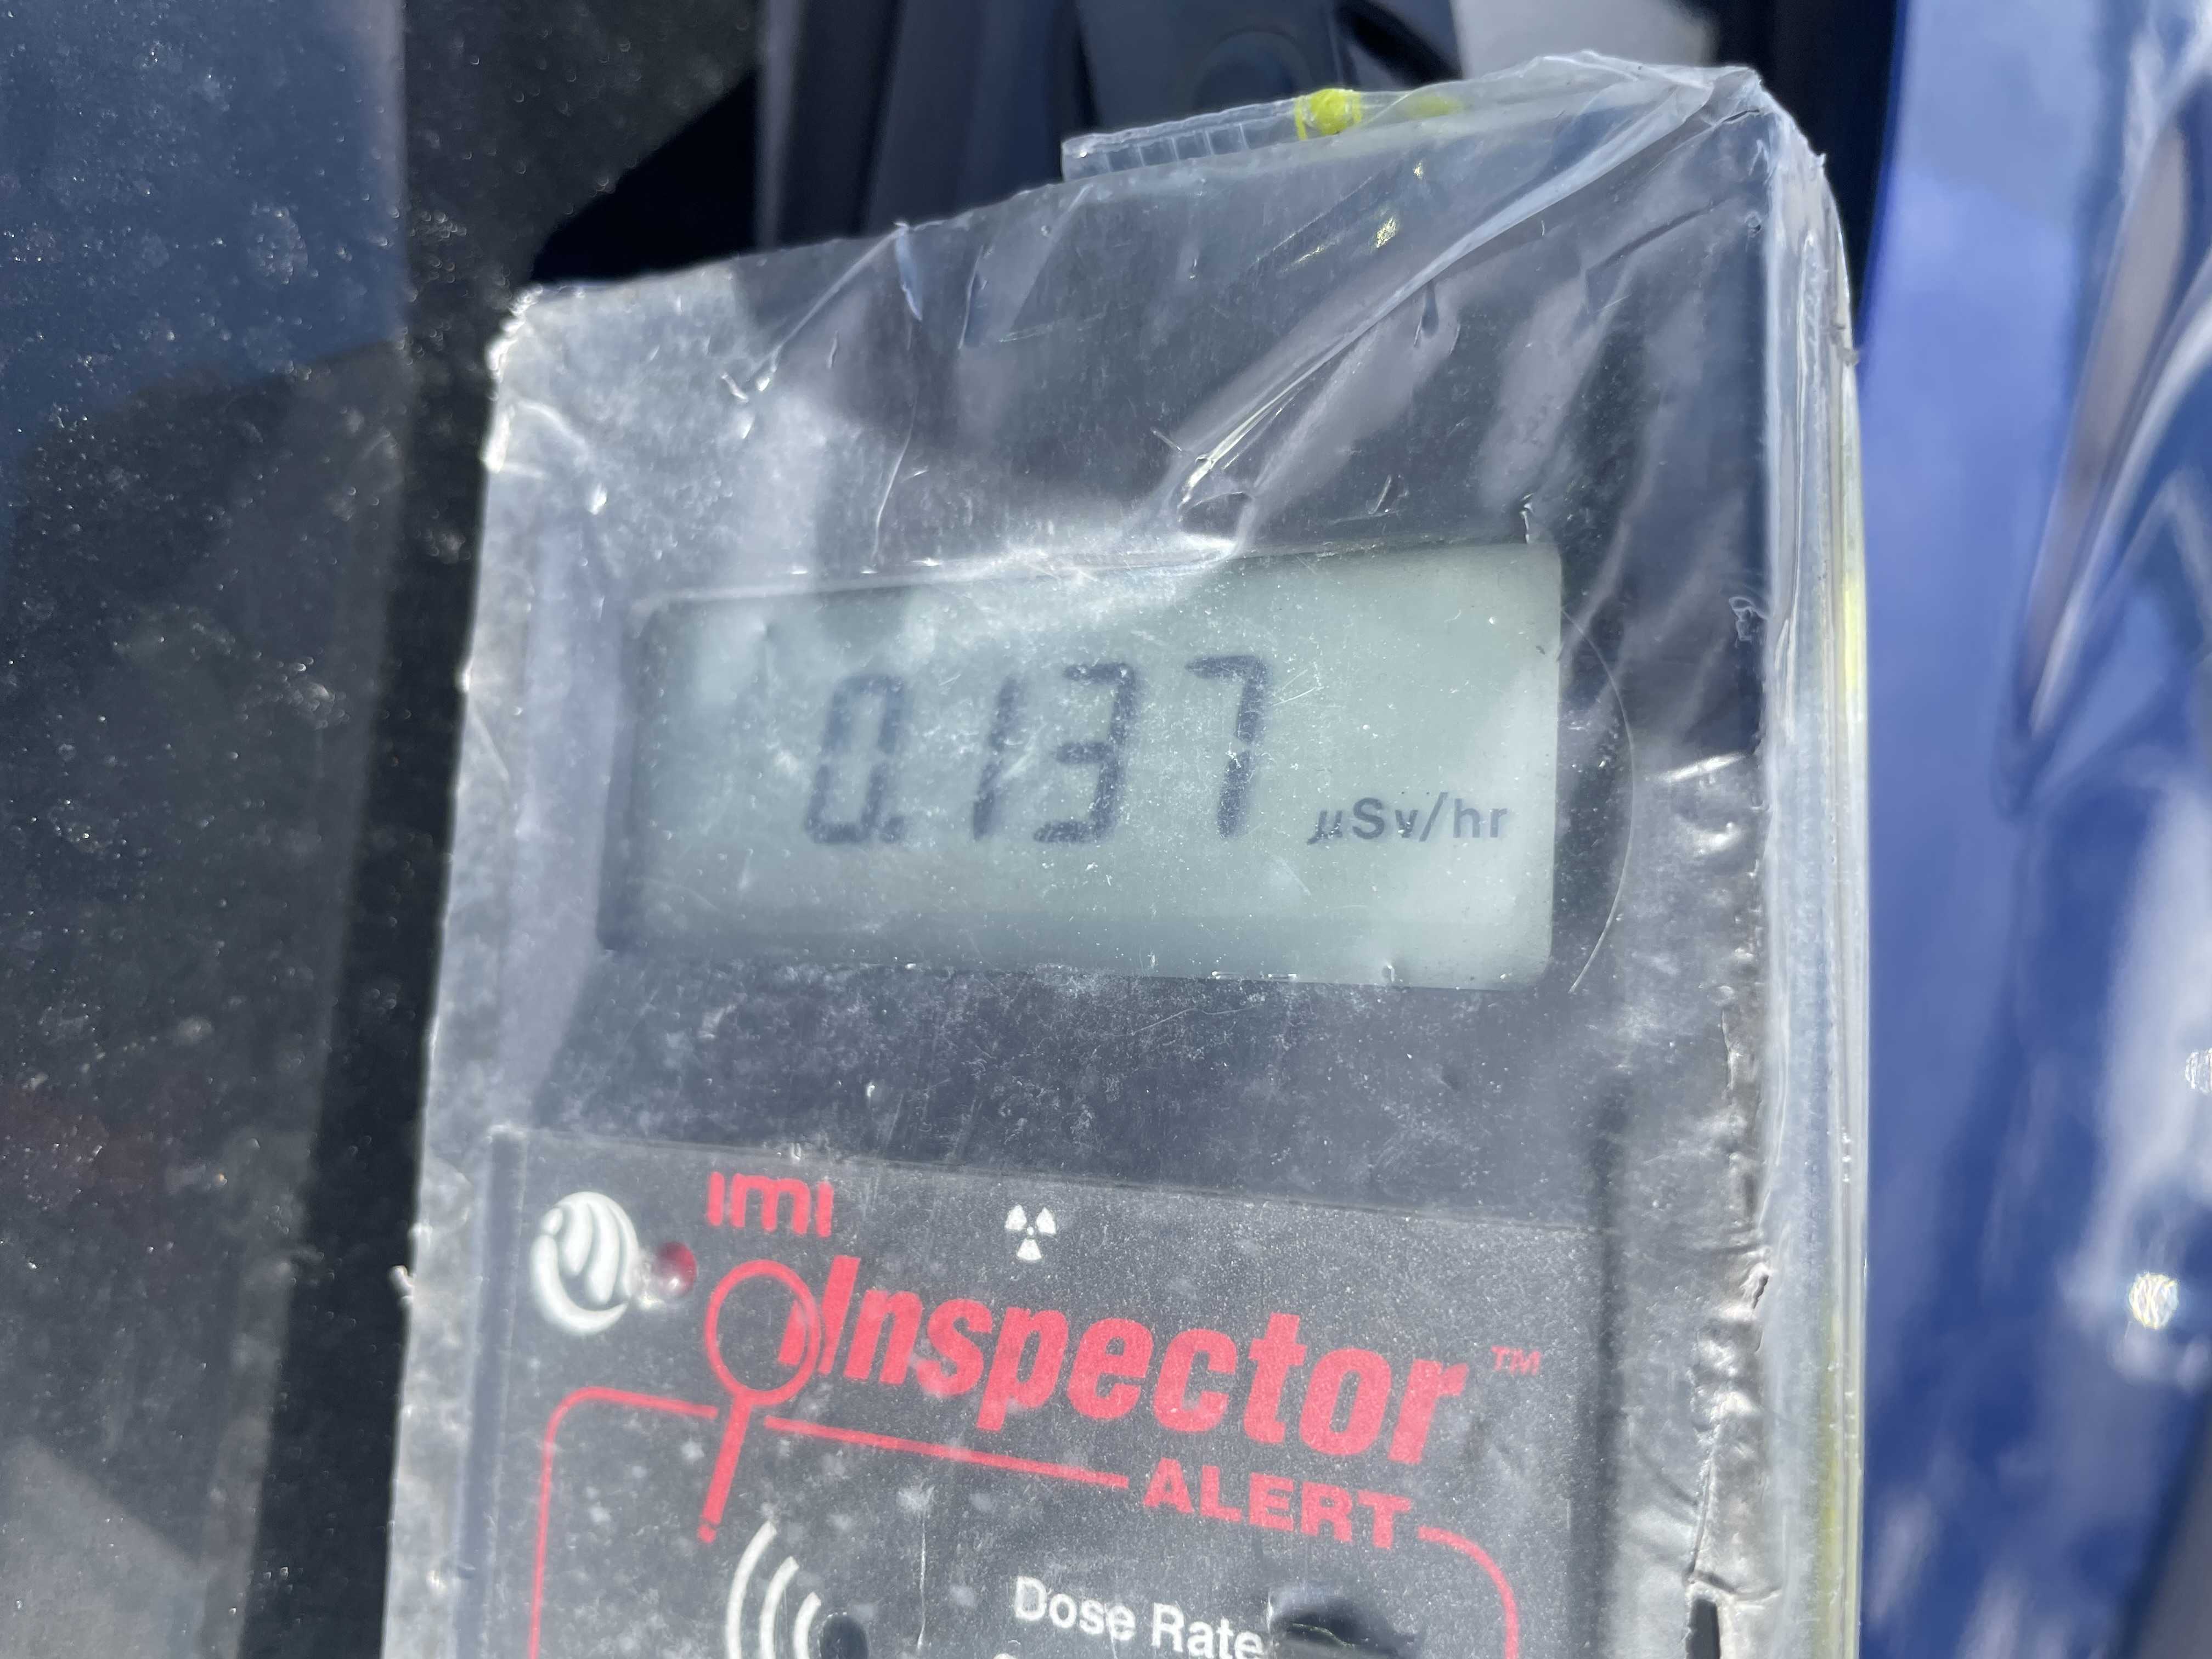 0.137 µSv/hr
imi
Inspector™
ALERT
Dose Rate